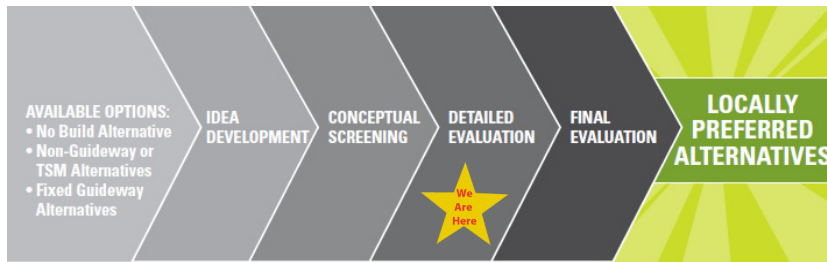 AVAILABLE OPTIONS:
• No Build Alternative
• Non-Guideway or
TSM Alternatives
• Fixed Guideway
Alternatives
IDEA
DEVELOPMENT
CONCEPTUAL
SCREENING
DETAILED
EVALUATION
We
Are
Here
FINAL
EVALUATION
LOCALLY
PREFERRED
ALTERNATIVES